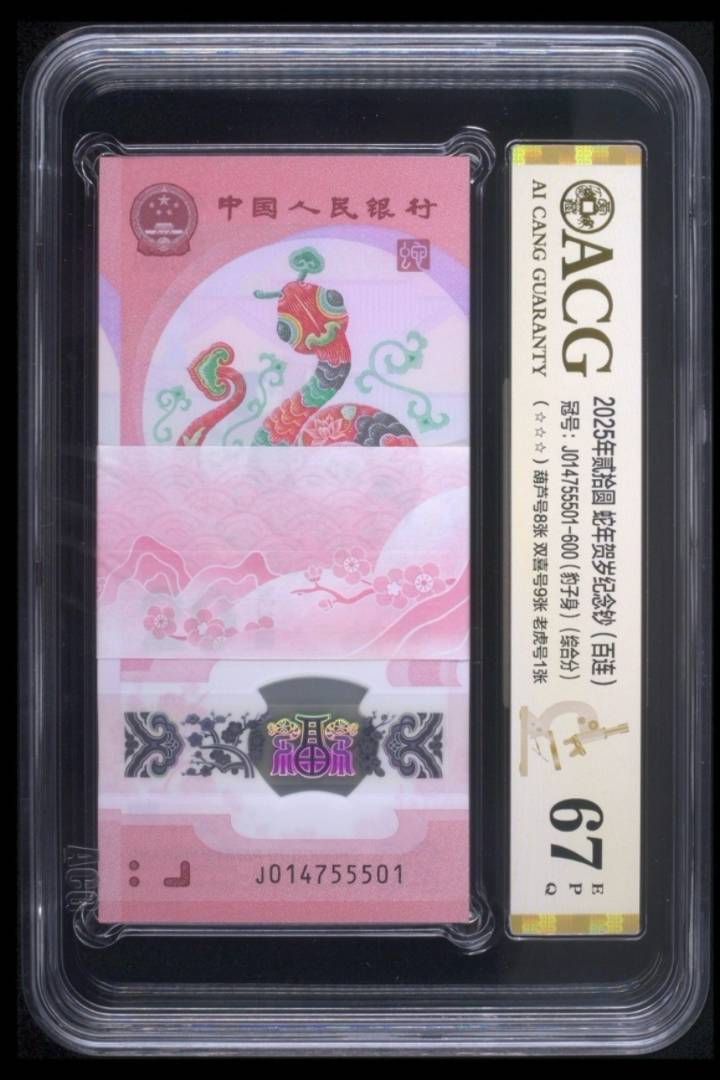 中国人民银行
蛇
J014755501
ACG
AI CANG GUARANTY
2025年贰拾圆 蛇年贺岁纪念钞（百连）
冠号：J014755501-600（豹子身）（综合分）
（☆☆☆）葫芦号8张 双喜号9张 老虎号1张
67
E
P
Q
ACG